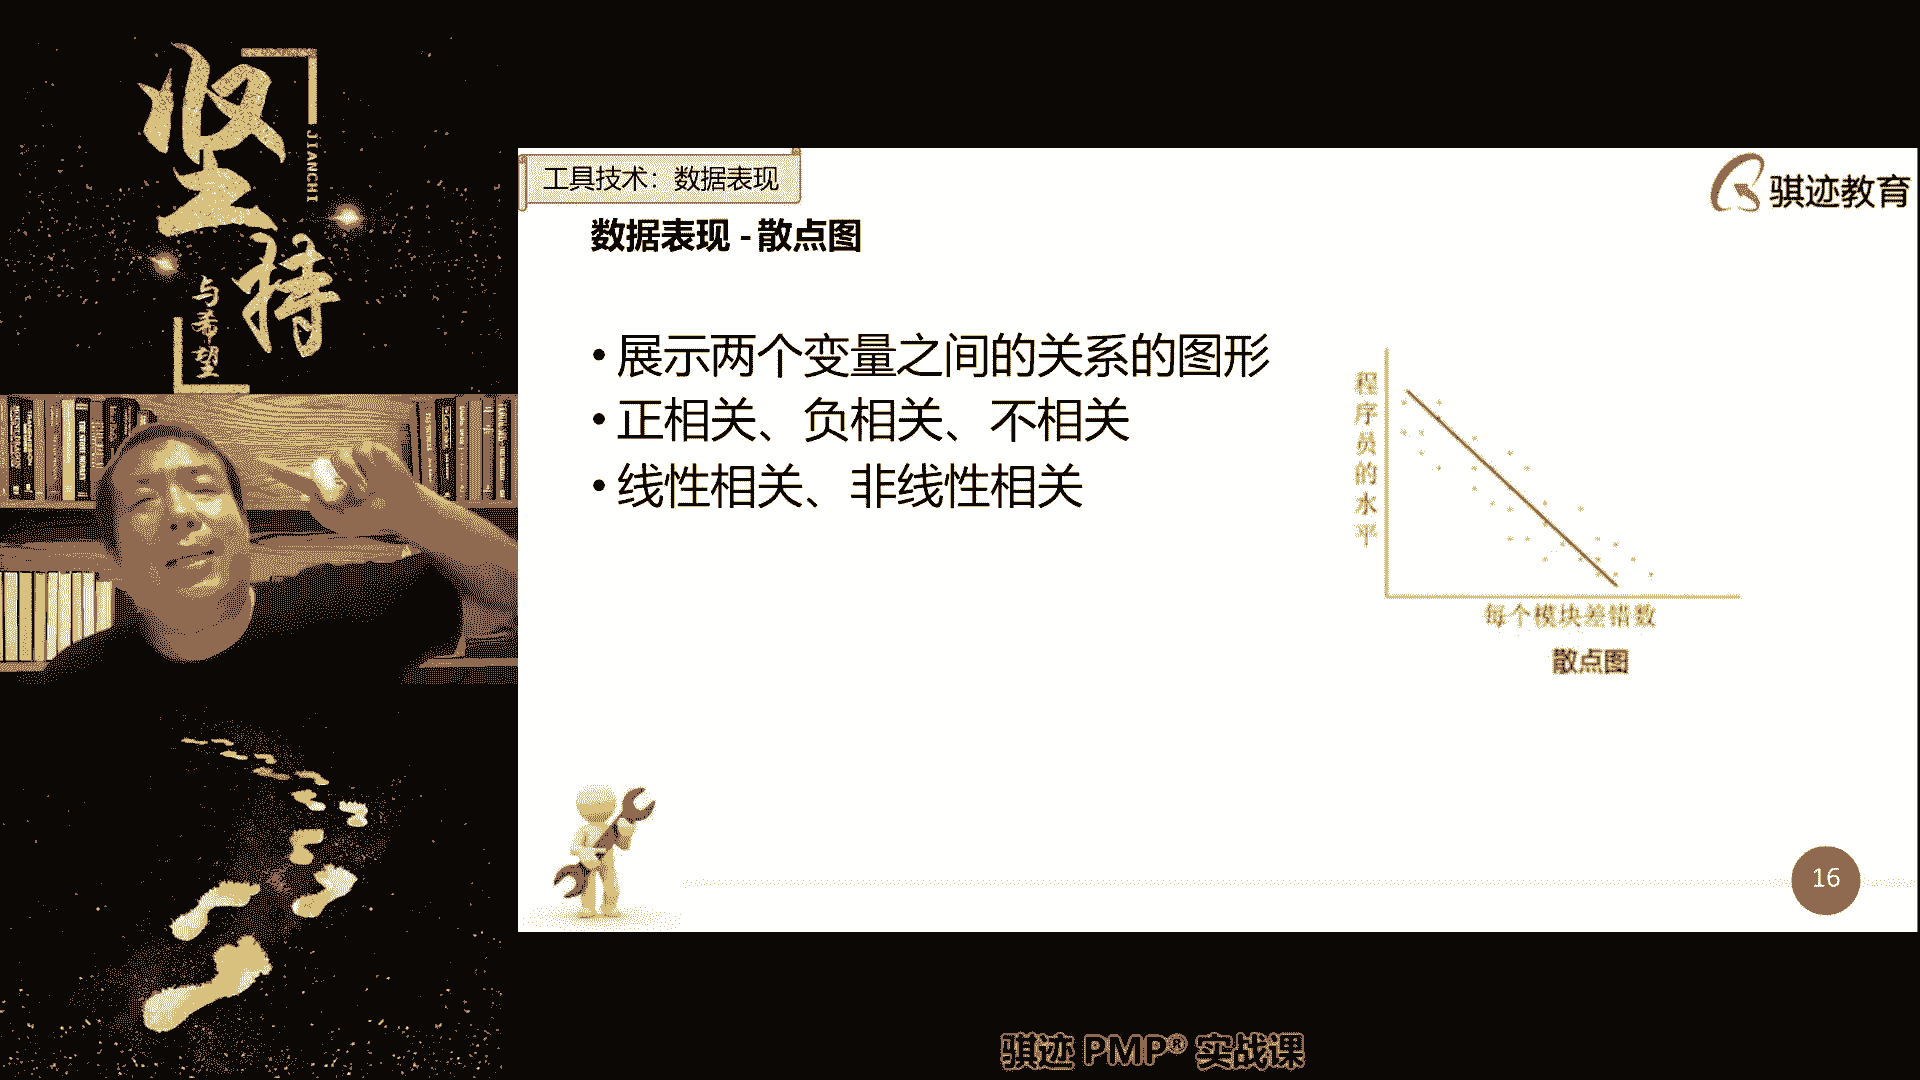 坚持
JIANCHI
与希望
工具技术：数据表现
骐迹教育
数据表现 - 散点图
• 展示两个变量之间的关系的图形
• 正相关、负相关、不相关
• 线性相关、非线性相关
程序员的水平
每个模块差错数
散点图
16
骐迹 PMP® 实战课